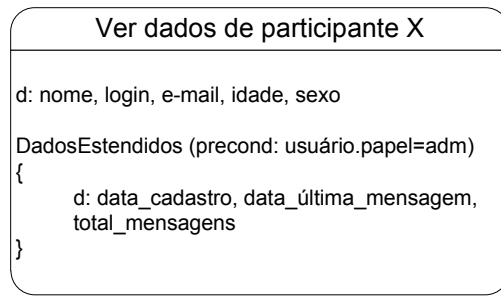 Ver dados de participante X
d: nome, login, e-mail, idade, sexo
DadosEstendidos (precond: usuário.papel=adm)
{
d: data_cadastro, data_última_mensagem,
total_mensagens
}